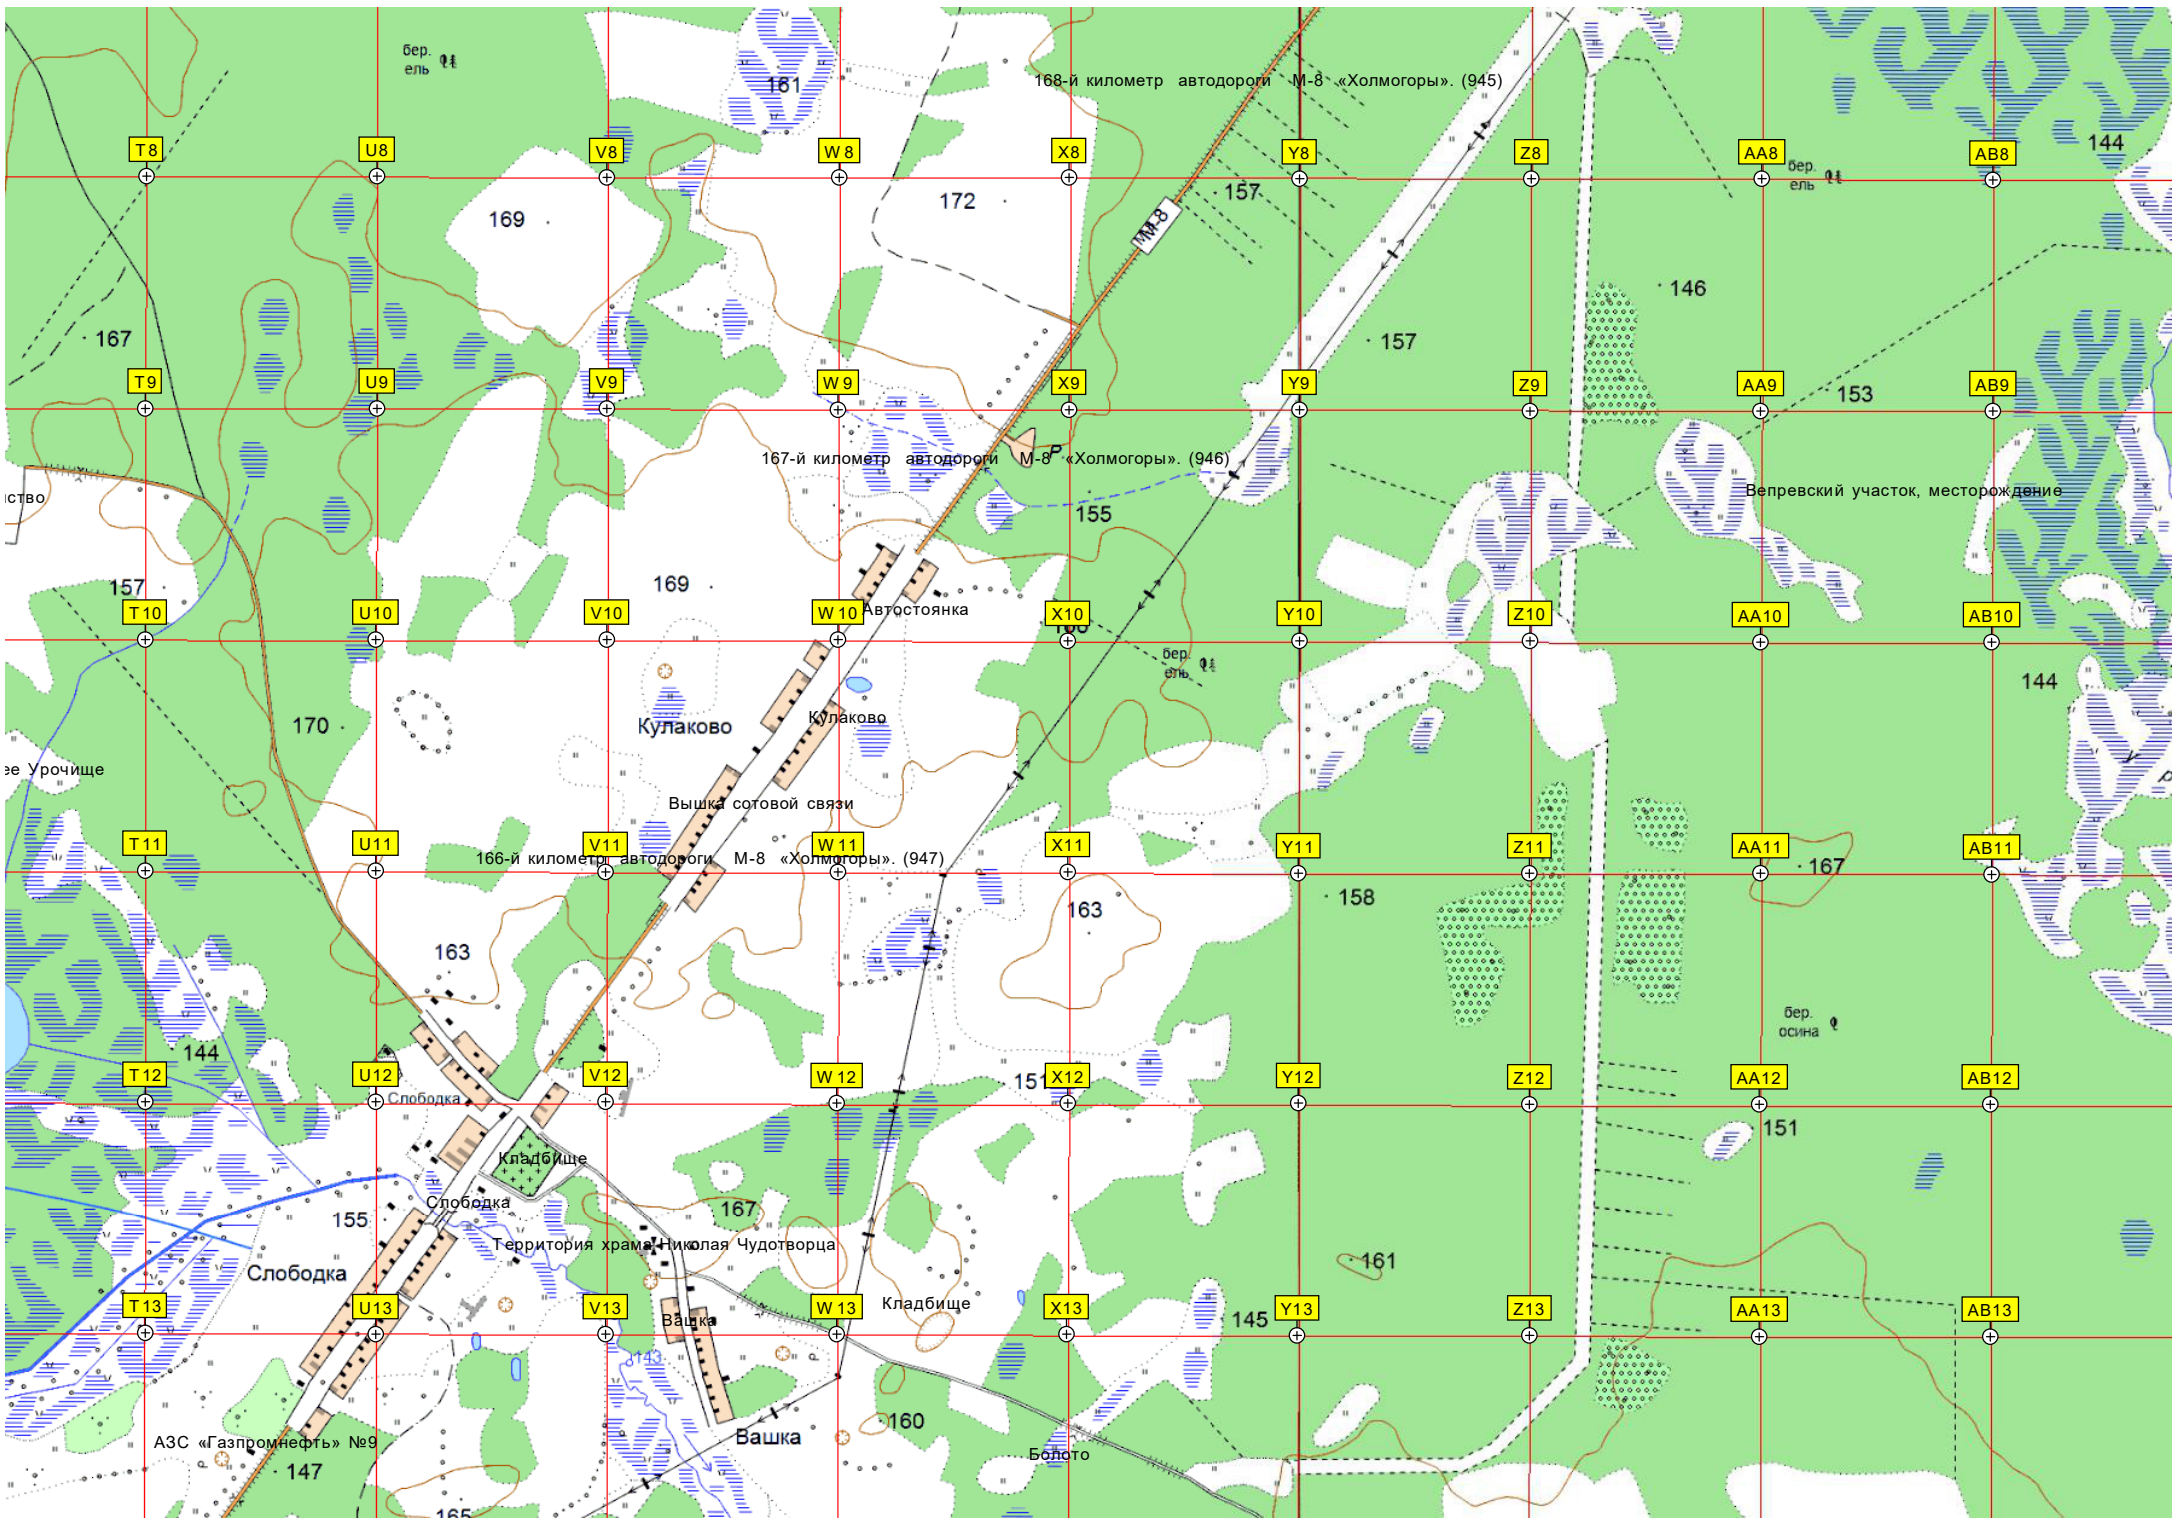 бер.
ель
161
168-й километр автодороги М-8 «Холмогоры». (945)
144
T8
U8
V8
W8
X8
Y8
Z8
AA8
AB8
бер.
ель
169
172
157
М-8
146
167
157
153
T9
U9
V9
W9
X9
Y9
Z9
AA9
AB9
167-й километр автодороги М-8 «Холмогоры». (946)
Р
Вепревский участок, месторождение
ство
155
157
169
Автостоянка
T10
U10
V10
W10
X10
Y10
Z10
AA10
AB10
бер.
ель
144
170
Кулаково
Кулаково
ее Урочище
У р
Вышка сотовой связи
T11
U11
V11
W11
X11
Y11
Z11
AA11
AB11
166-й километр автодороги М-8 «Холмогоры». (947)
167
158
163
163
бер.
осина
144
T12
U12
V12
W12
151
X12
Y12
Z12
AA12
AB12
Слободка
151
Кладбище
Слободка
155
167
Территория храма Николая Чудотворца
161
Слободка
T13
U13
V13
W13
Кладбище
X13
145
Y13
Z13
AA13
AB13
Вашка
143
160
Вашка
АЗС «Газпромнефть» №9
Болото
147
165